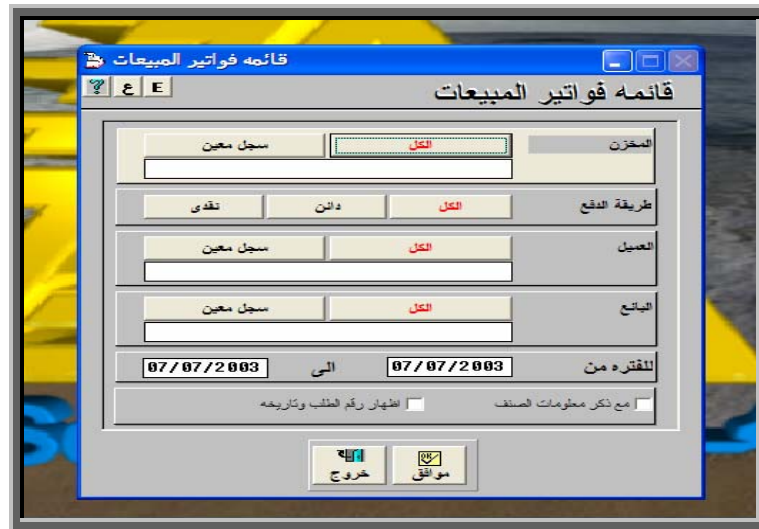 قائمه فواتير المبيعات
قائمه فواتير المبيعات
E ع ?
المخزن الكل سجل معين
طريقة الدفع الكل دائن نقدى
العميل الكل سجل معين
البائع الكل سجل معين
للفتره من 07/07/2003 الى 07/07/2003
مع ذكر معلومات الصنف اظهار رقم الطلب وتاريخه
OK
موافق خروج